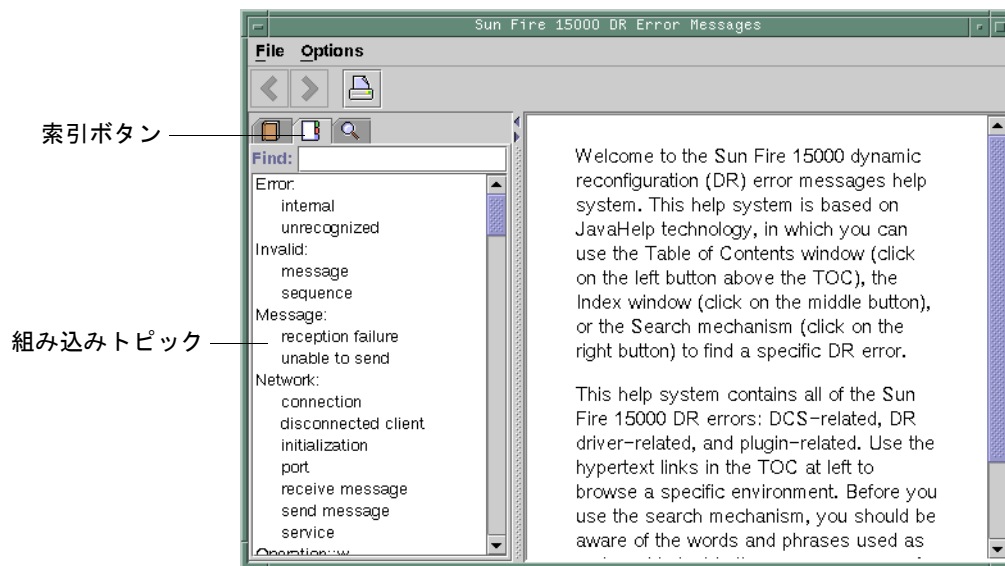 Sun Fire 15000 DR Error Messages
File Options
索引ボタン
Find:
Error:
internal
unrecognized
Invalid:
message
sequence
組み込みトピック
Message:
reception failure
unable to send
Network:
connection
disconnected client
initialization
port
receive message
send message
service
Welcome to the Sun Fire 15000 dynamic
reconfiguration (DR) error messages help
system. This help system is based on
JavaHelp technology, in which you can
use the Table of Contents window (click
on the left button above the TOC), the
Index window (click on the middle button),
or the Search mechanism (click on the
right button) to find a specific DR error.
This help system contains all of the Sun
Fire 15000 DR errors: DCS-related, DR
driver-related, and plugin-related. Use the
hypertext links in the TOC at left to
browse a specific environment. Before you
use the search mechanism, you should be
aware of the words and phrases used as